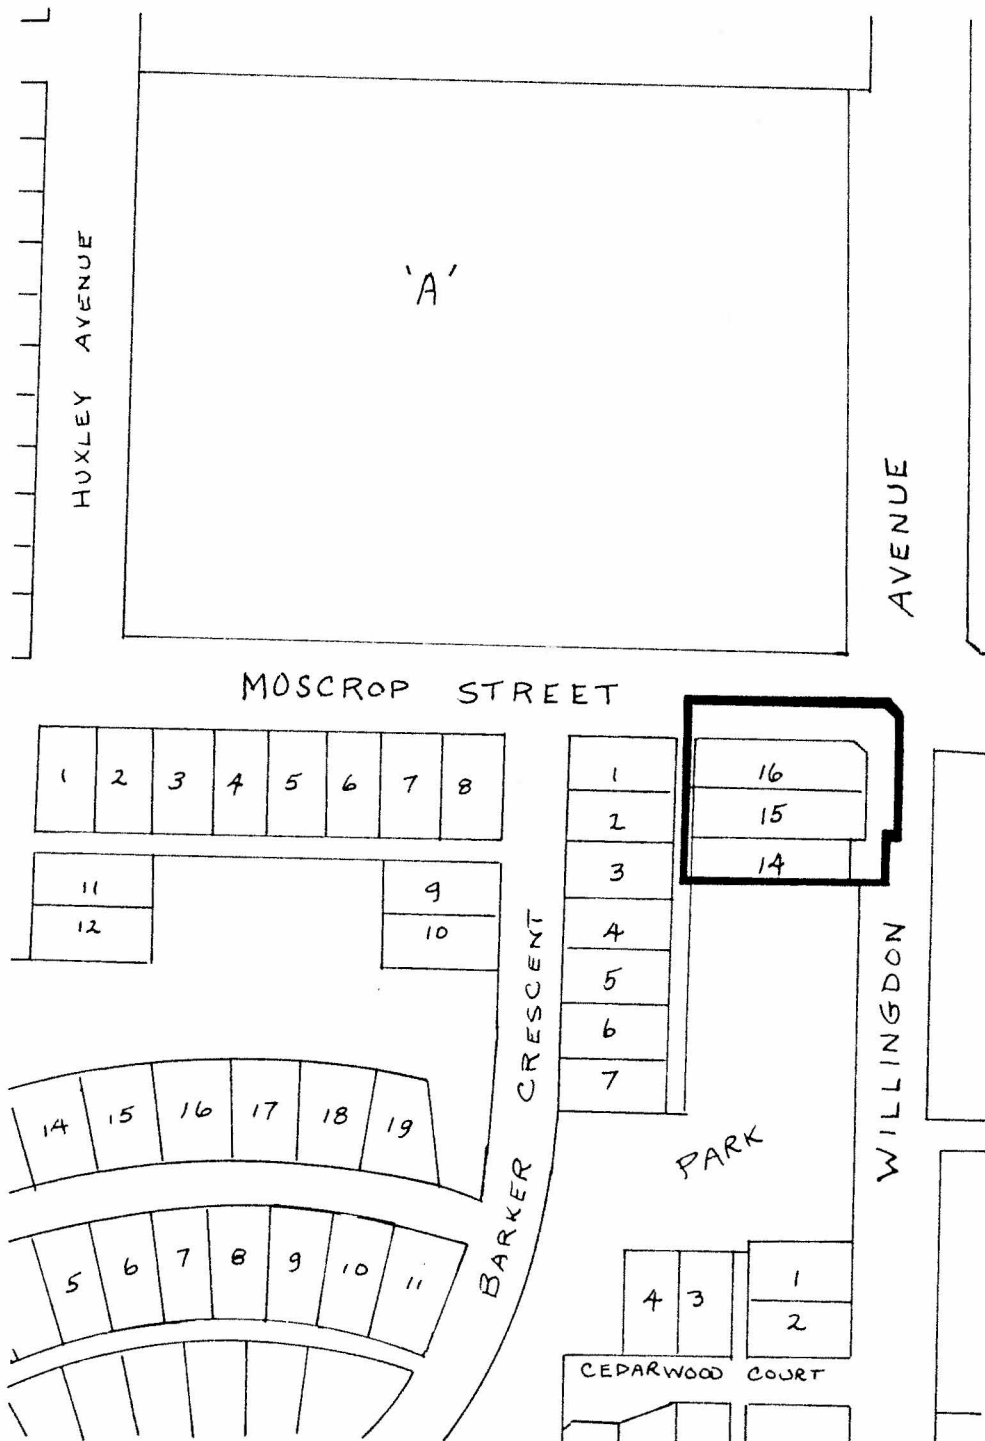 'A'
HUXLEY AVENUE
AVENUE
MOSCROP STREET
1 2 3 4 5 6 7 8
1
2
3
4
5
6
7
16
15
14
11
12
9
10
BARKER CRESCENT
WILLINGDON
14 15 16 17 18 19
PARK
5 6 7 8 9 10 11
4 3
1
2
CEDARWOOD COURT